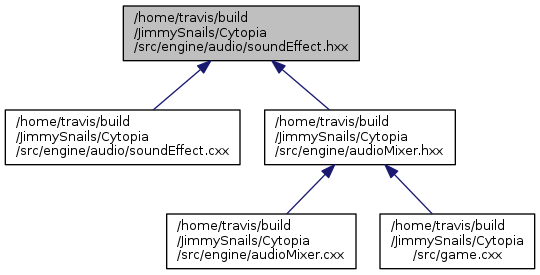 /home/travis/build
/JimmySnails/Cytopia
/src/engine/audio/soundEffect.hxx
/home/travis/build
/JimmySnails/Cytopia
/src/engine/audio/soundEffect.cxx
/home/travis/build
/JimmySnails/Cytopia
/src/engine/audioMixer.hxx
/home/travis/build
/JimmySnails/Cytopia
/src/engine/audioMixer.cxx
/home/travis/build
/JimmySnails/Cytopia
/src/game.cxx